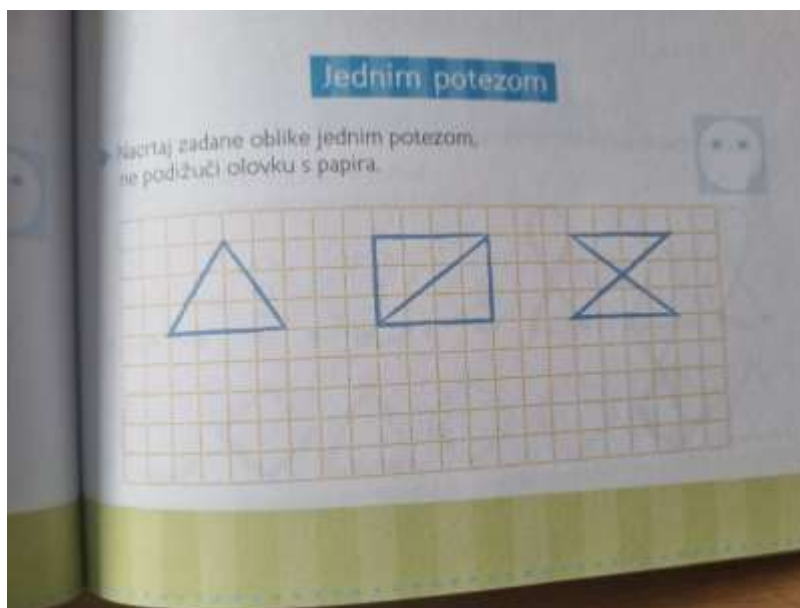 Jednim potezom
Nacrtaj zadane oblike jednim potezom,
ne podižući olovku s papira.